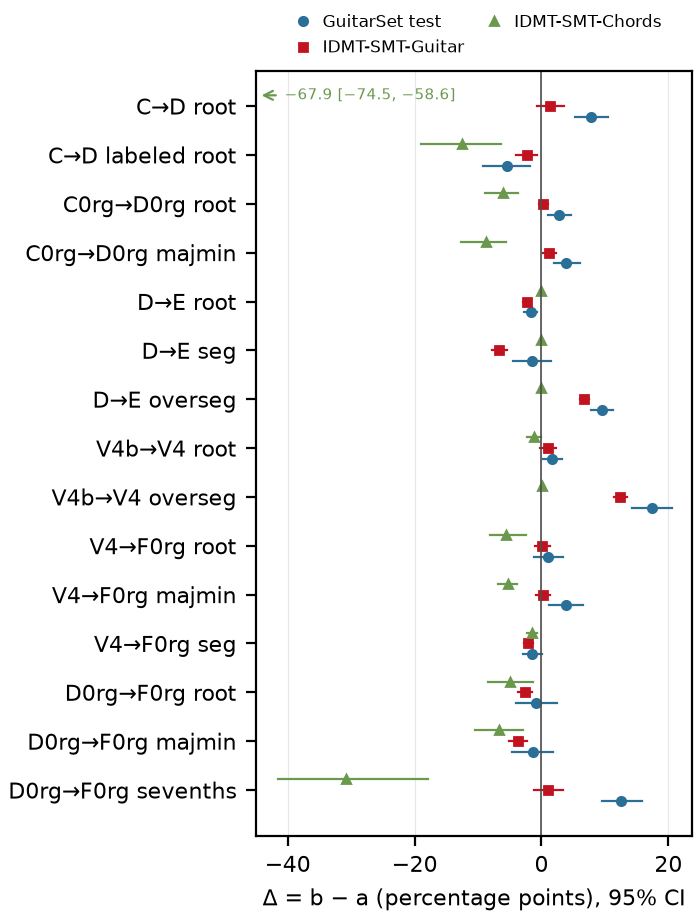 GuitarSet test
IDMT-SMT-Guitar
IDMT-SMT-Chords
−67.9 [−74.5, −58.6]
C→D root
C→D labeled root
C0rg→D0rg root
C0rg→D0rg majmin
D→E root
D→E seg
D→E overseg
V4b→V4 root
V4b→V4 overseg
V4→F0rg root
V4→F0rg majmin
V4→F0rg seg
D0rg→F0rg root
D0rg→F0rg majmin
D0rg→F0rg sevenths
−40 −20 0 20
Δ = b − a (percentage points), 95% CI